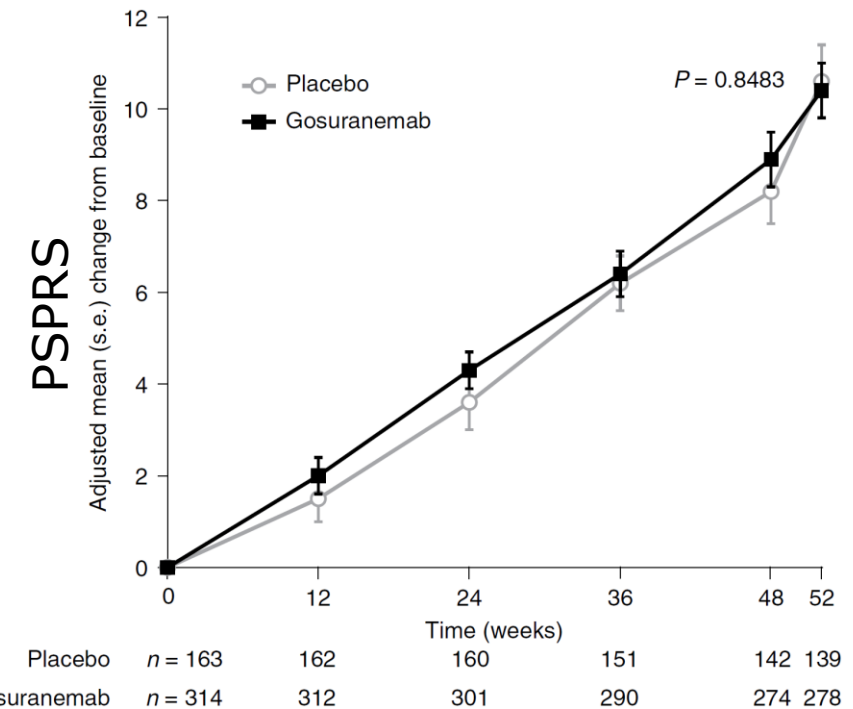 12
10
8
6
4
2
0
PSPRS
Adjusted mean (s.e.) change from baseline
Placebo
Gosuranemab
P = 0.8483
0 12 24 36 48 52
Time (weeks)
Placebo n = 163 162 160 151 142 139
suranemab n = 314 312 301 290 274 278